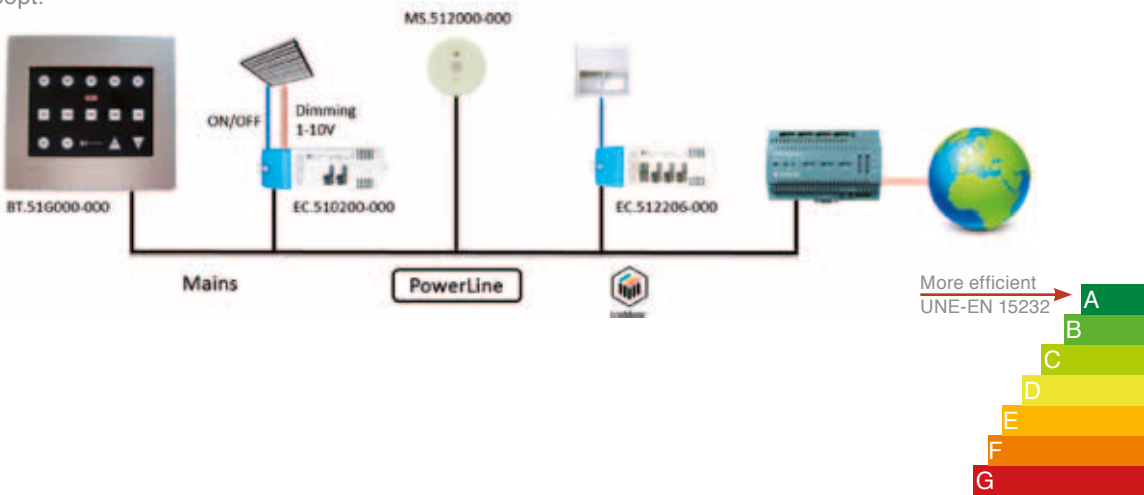 MS.512000-000
ON/OFF
Dimming
1-10V
BT.516000-000
EC.510200-000
EC.512206-000
Mains
PowerLine
More efficient
UNE-EN 15232
A
B
C
D
E
F
G